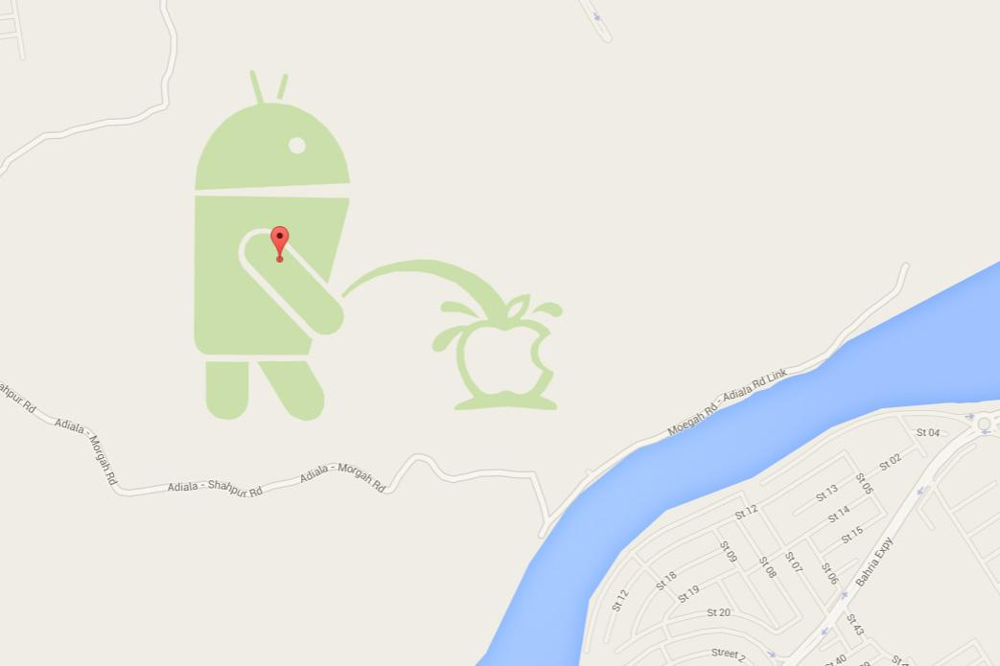 ahpur Rd
Adiala - Morgah Rd
Adiala - Shahpur Rd
Adiala - Morgah Rd
Moegah Rd - Adiala Rd Link
St 04
St 02
St 05
St 13
St 12
St 14
St 15
St 09
St 08
St 07
St 06
Bahria Expy
St 18
St 19
St 12
St 20
St 43
Street 2
St 40